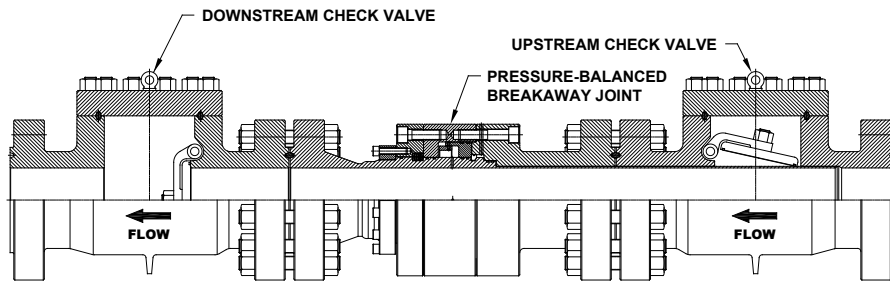 DOWNSTREAM CHECK VALVE
UPSTREAM CHECK VALVE
PRESSURE-BALANCED
BREAKAWAY JOINT
FLOW
FLOW